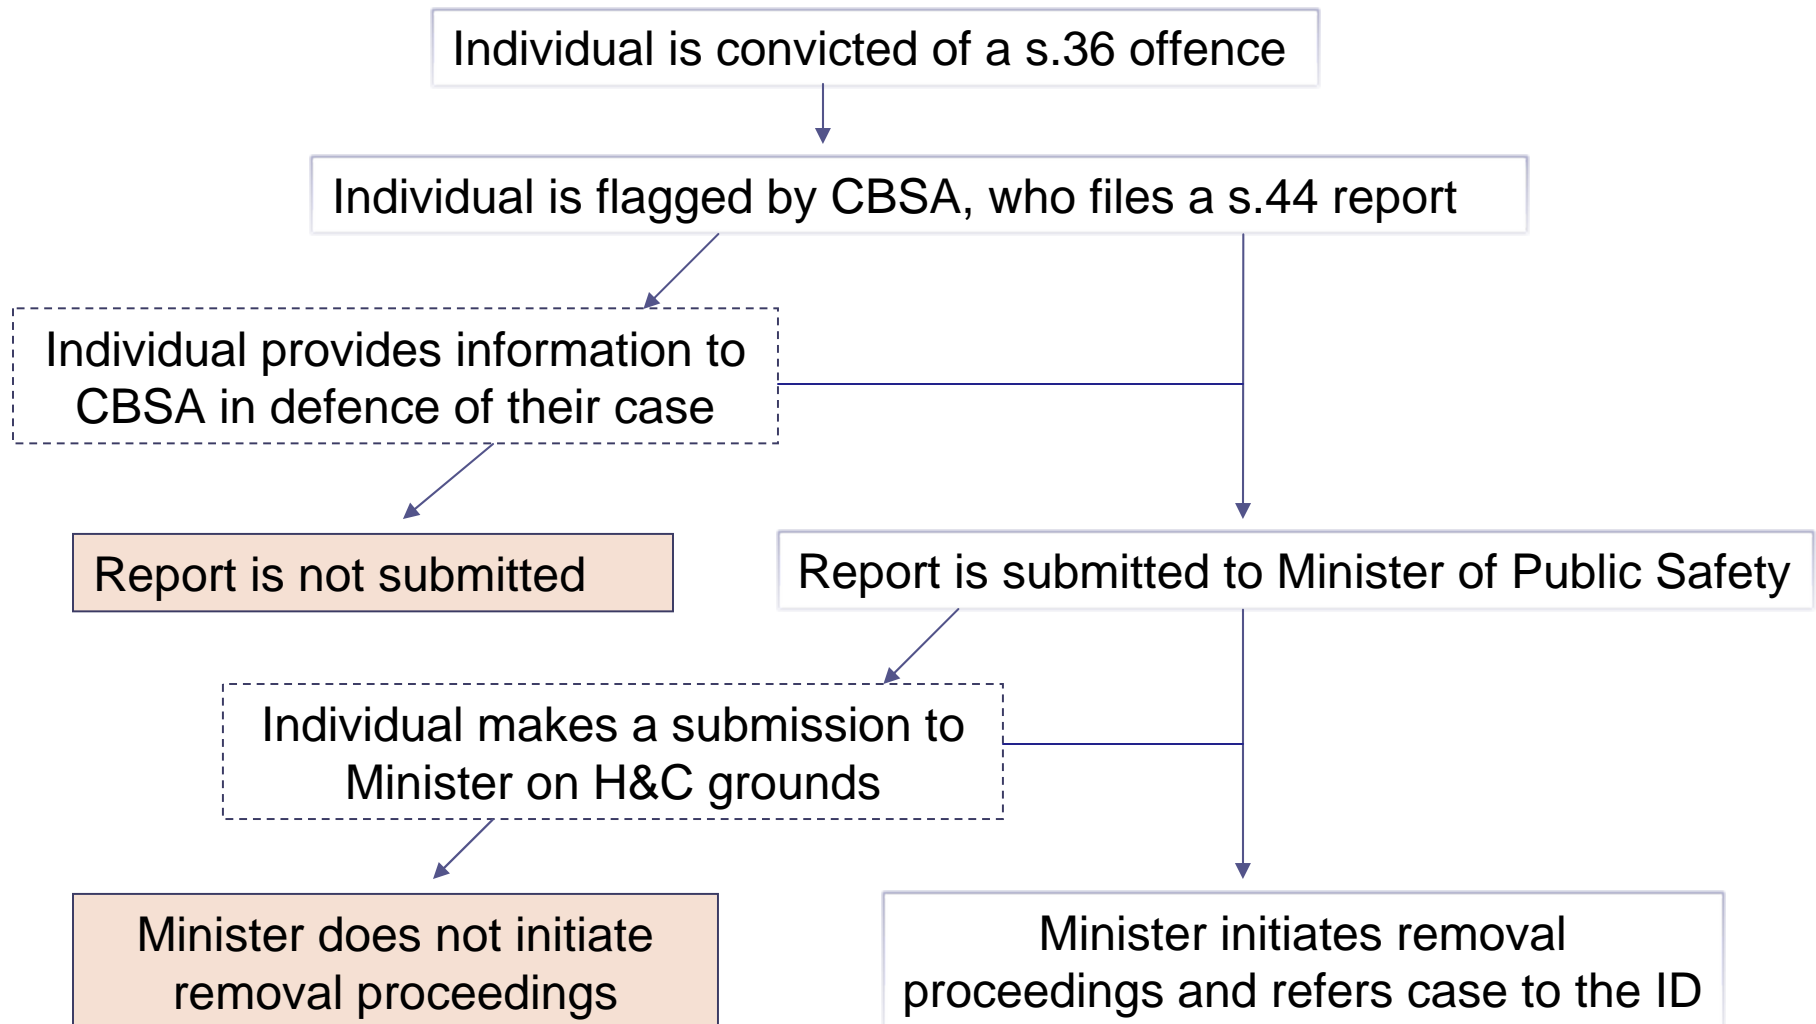 Individual is convicted of a s.36 offence
Individual is flagged by CBSA, who files a s.44 report
Individual provides information to
CBSA in defence of their case
Report is not submitted
Report is submitted to Minister of Public Safety
Individual makes a submission to
Minister on H&C grounds
Minister does not initiate
removal proceedings
Minister initiates removal
proceedings and refers case to the ID